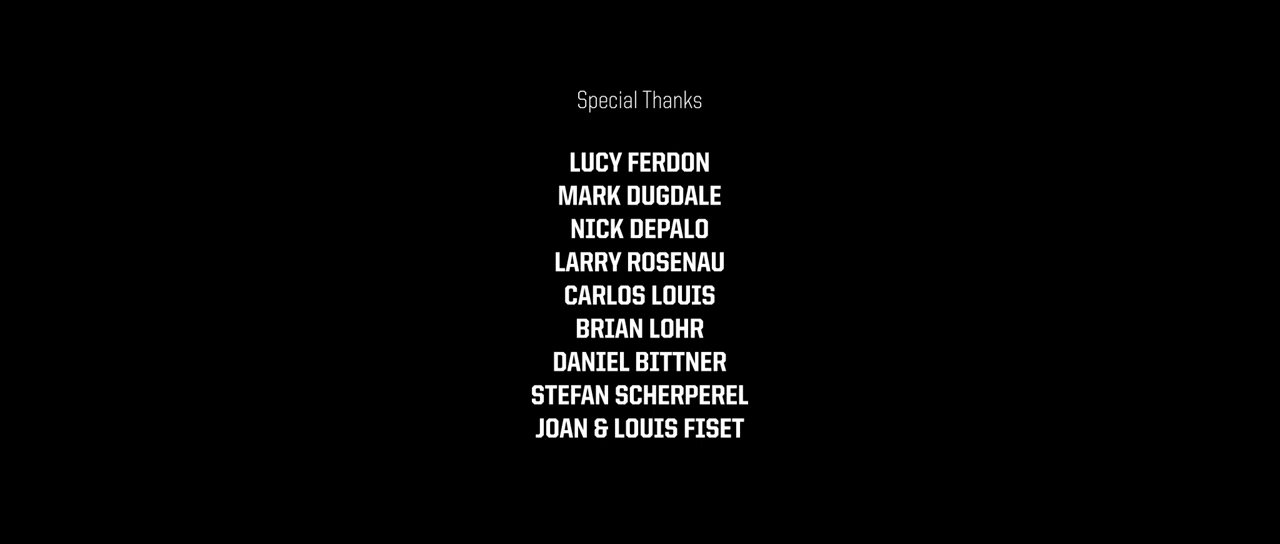 Special Thanks
LUCY FERDON
MARK DUGDALE
NICK DEPALO
LARRY ROSENAU
CARLOS LOUIS
BRIAN LOHR
DANIEL BITTNER
STEFAN SCHERPEREL
JOAN & LOUIS FISET